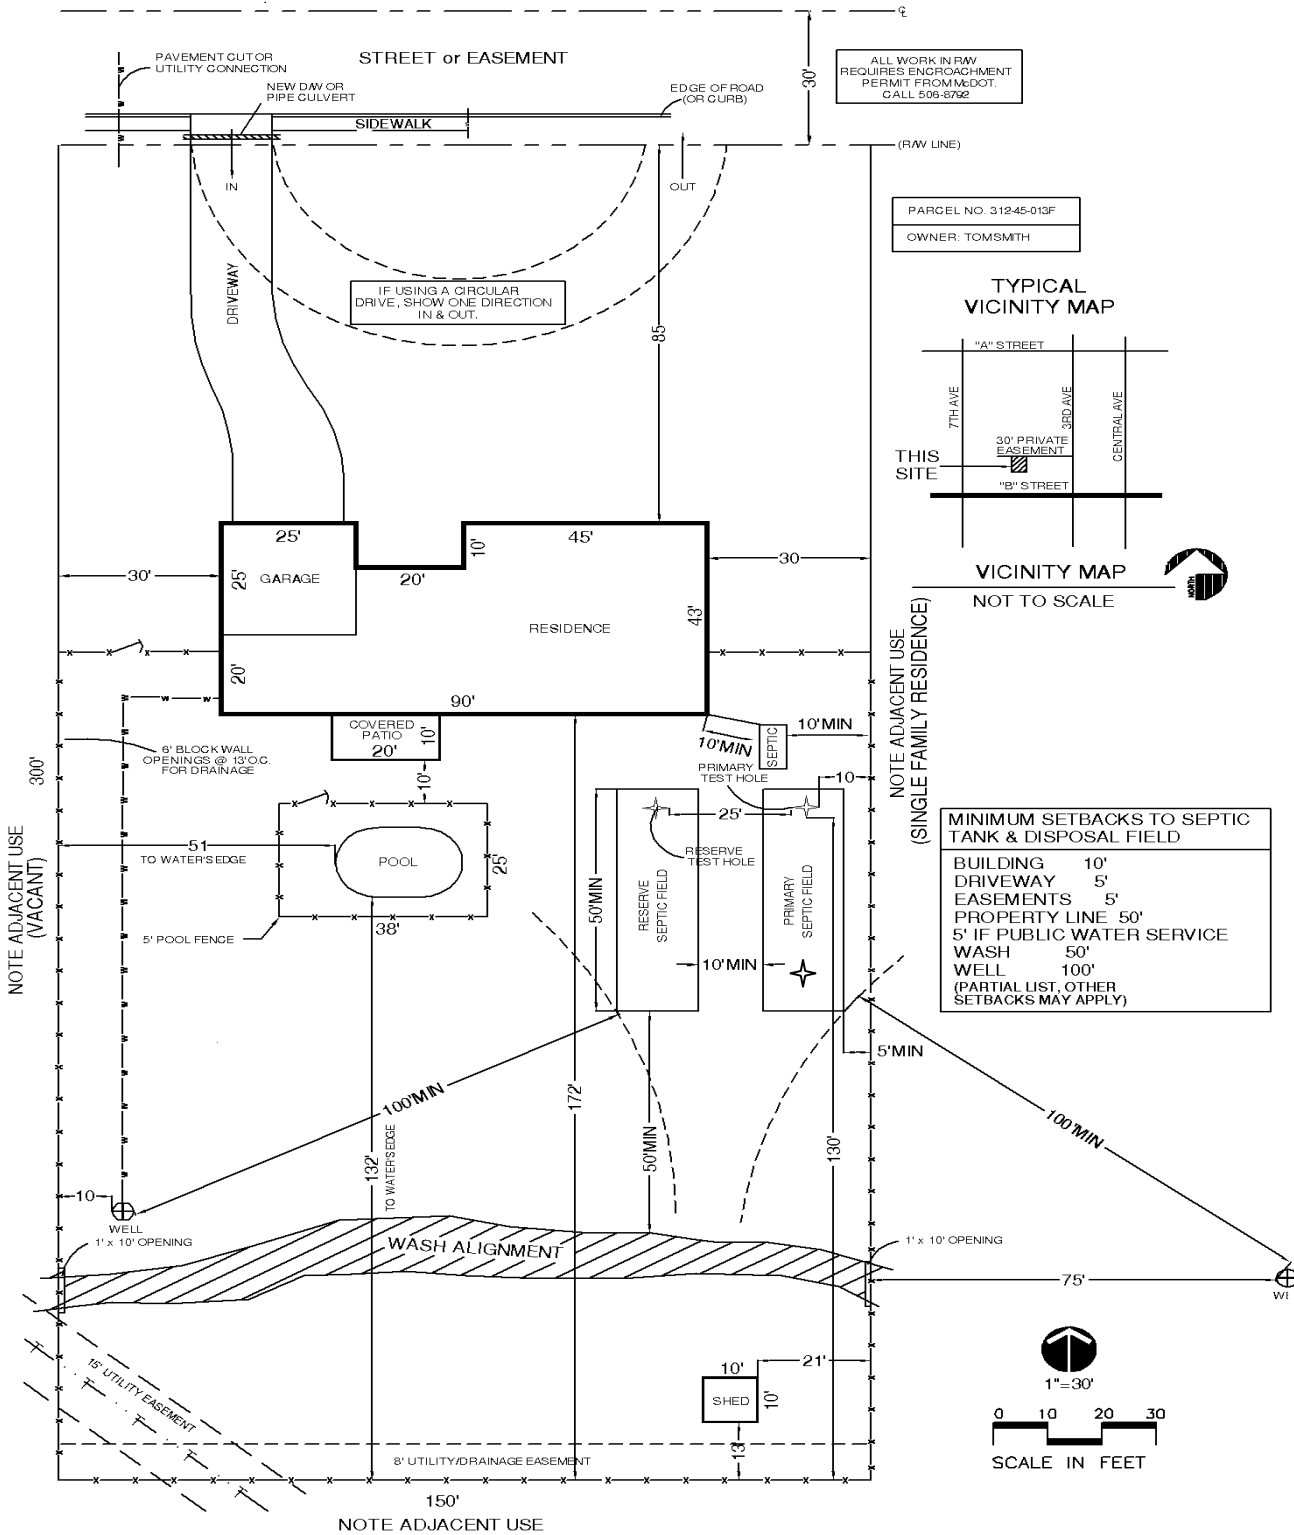 ℄
PAVEMENT CUT OR
UTILITY CONNECTION
STREET or EASEMENT
30'
ALL WORK IN R/W
REQUIRES ENCROACHMENT
PERMIT FROM McDOT.
CALL 506-8792
NEW D/W OR
PIPE CULVERT
EDGE OF ROAD
(OR CURB)
SIDEWALK
(R/W LINE)
IN
OUT
PARCEL NO. 312-45-013F
OWNER: TOM SMITH
DRIVEWAY
IF USING A CIRCULAR
DRIVE, SHOW ONE DIRECTION
IN & OUT.
85'
TYPICAL
VICINITY MAP
"A" STREET
7TH AVE
3RD AVE
CENTRAL AVE
30' PRIVATE
EASEMENT
THIS
SITE
"B" STREET
VICINITY MAP
NOT TO SCALE
NORTH
25'
10'
45'
30'
25'
GARAGE
20'
30
RESIDENCE
43'
20'
90'
COVERED
PATIO
20'
10'
10'
10'MIN
SEPTIC
10'MIN
NOTE ADJACENT USE
(SINGLE FAMILY RESIDENCE)
6' BLOCK WALL
OPENINGS @ 13'O.C.
FOR DRAINAGE
300'
PRIMARY
TEST HOLE
10
25'
51
TO WATER'S EDGE
POOL
25'
38'
5' POOL FENCE
RESERVE
TEST HOLE
50'MIN
RESERVE
SEPTIC FIELD
PRIMARY
SEPTIC FIELD
10'MIN
5'MIN
NOTE ADJACENT USE
(VACANT)
MINIMUM SETBACKS TO SEPTIC
TANK & DISPOSAL FIELD
BUILDING 10'
DRIVEWAY 5'
EASEMENTS 5'
PROPERTY LINE 50'
5' IF PUBLIC WATER SERVICE
WASH 50'
WELL 100'
(PARTIAL LIST, OTHER
SETBACKS MAY APPLY)
100'MIN
172'
50'MIN
130'
100'MIN
132'
TO WATER'S EDGE
10
WELL
1' x 10' OPENING
WASH ALIGNMENT
1' x 10' OPENING
75'
WE
15' UTILITY EASEMENT
10'
21'
SHED
10'
13'
8' UTILITY/DRAINAGE EASEMENT
150'
NOTE ADJACENT USE
1"=30'
0 10 20 30
SCALE IN FEET